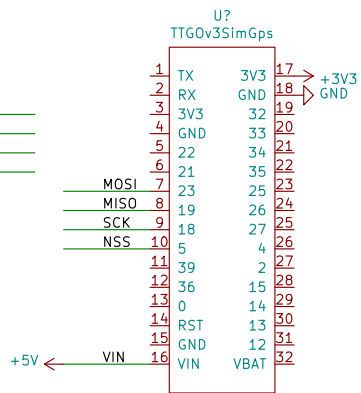 U?
TTGOv3SimGps
1 TX 3V3 17 +3V3
2 RX GND 18 GND
3 3V3 32 19
4 GND 33 20
5 22 34 21
6 21 35 22
MOSI 7 23 25 23
MISO 8 19 26 24
SCK 9 18 27 25
NSS 10 5 4 26
11 39 2 27
12 36 15 28
13 0 14 29
14 RST 13 30
15 GND 12 31
+5V VIN 16 VIN VBAT 32